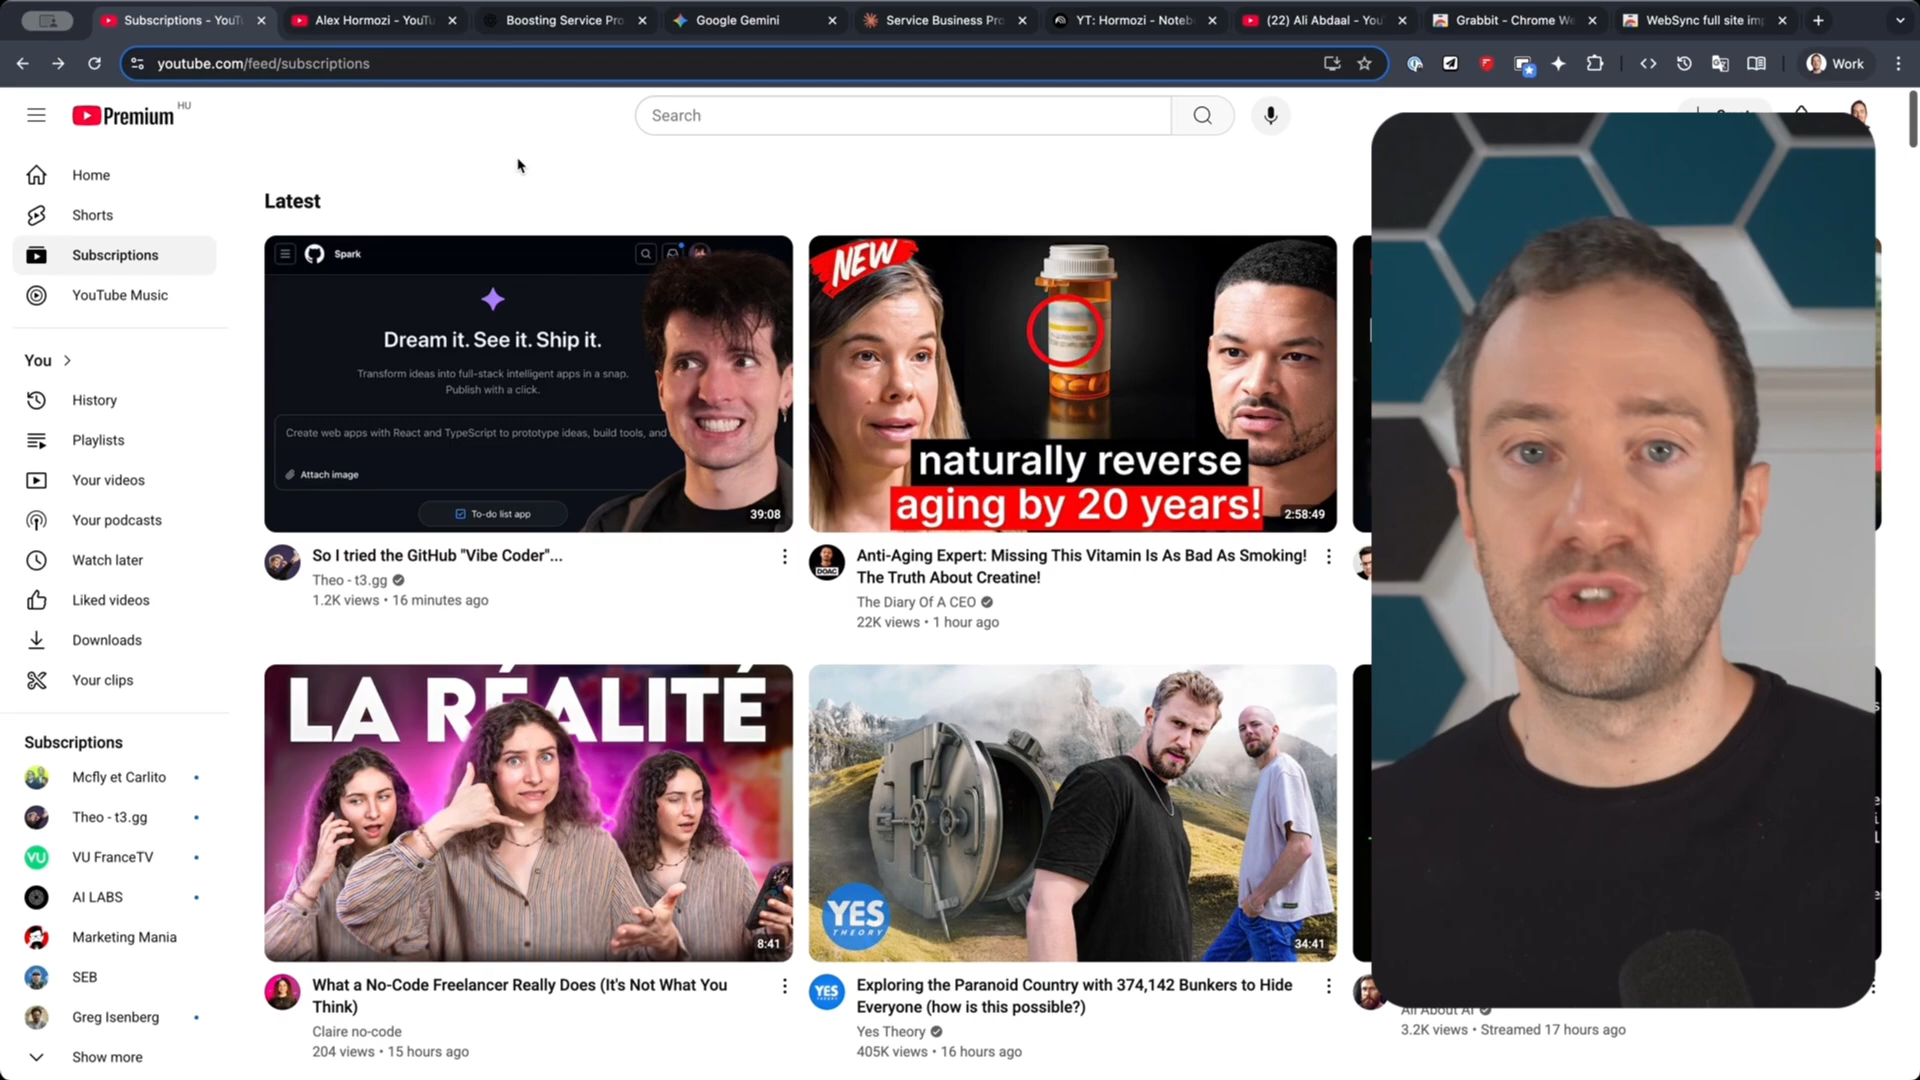 Subscriptions - YouTu
Alex Hormozi - YouTu
Boosting Service Pro
Google Gemini
Service Business Pro
YT: Hormozi - Noteb
(22) Ali Abdaal - You
Grabbit - Chrome We
WebSync full site imp
youtube.com/feed/subscriptions
Work
Premium HU
Search
Home
Shorts
Subscriptions
YouTube Music
You
History
Playlists
Your videos
Your podcasts
Watch later
Liked videos
Downloads
Your clips
Subscriptions
Mcfly et Carlito
Theo - t3.gg
VU FranceTV
AI LABS
Marketing Mania
SEB
Greg Isenberg
Show more
Latest
Spark
Dream it. See it. Ship it.
Transform ideas into full-stack intelligent apps in a snap.
Publish with a click.
Create web apps with React and TypeScript to prototype ideas, build tools, and
Attach image
To-do list app
39:08
So I tried the GitHub "Vibe Coder"...
Theo - t3.gg
1.2K views • 16 minutes ago
NEW
naturally reverse
aging by 20 years!
2:58:49
DOAC
Anti-Aging Expert: Missing This Vitamin Is As Bad As Smoking!
The Truth About Creatine!
The Diary Of A CEO
22K views • 1 hour ago
LA RÉALITÉ
8:41
What a No-Code Freelancer Really Does (It's Not What You
Think)
Claire no-code
204 views • 15 hours ago
YES
THEORY
34:41
YES
Exploring the Paranoid Country with 374,142 Bunkers to Hide
Everyone (how is this possible?)
Yes Theory
405K views • 16 hours ago
All About AI
3.2K views • Streamed 17 hours ago